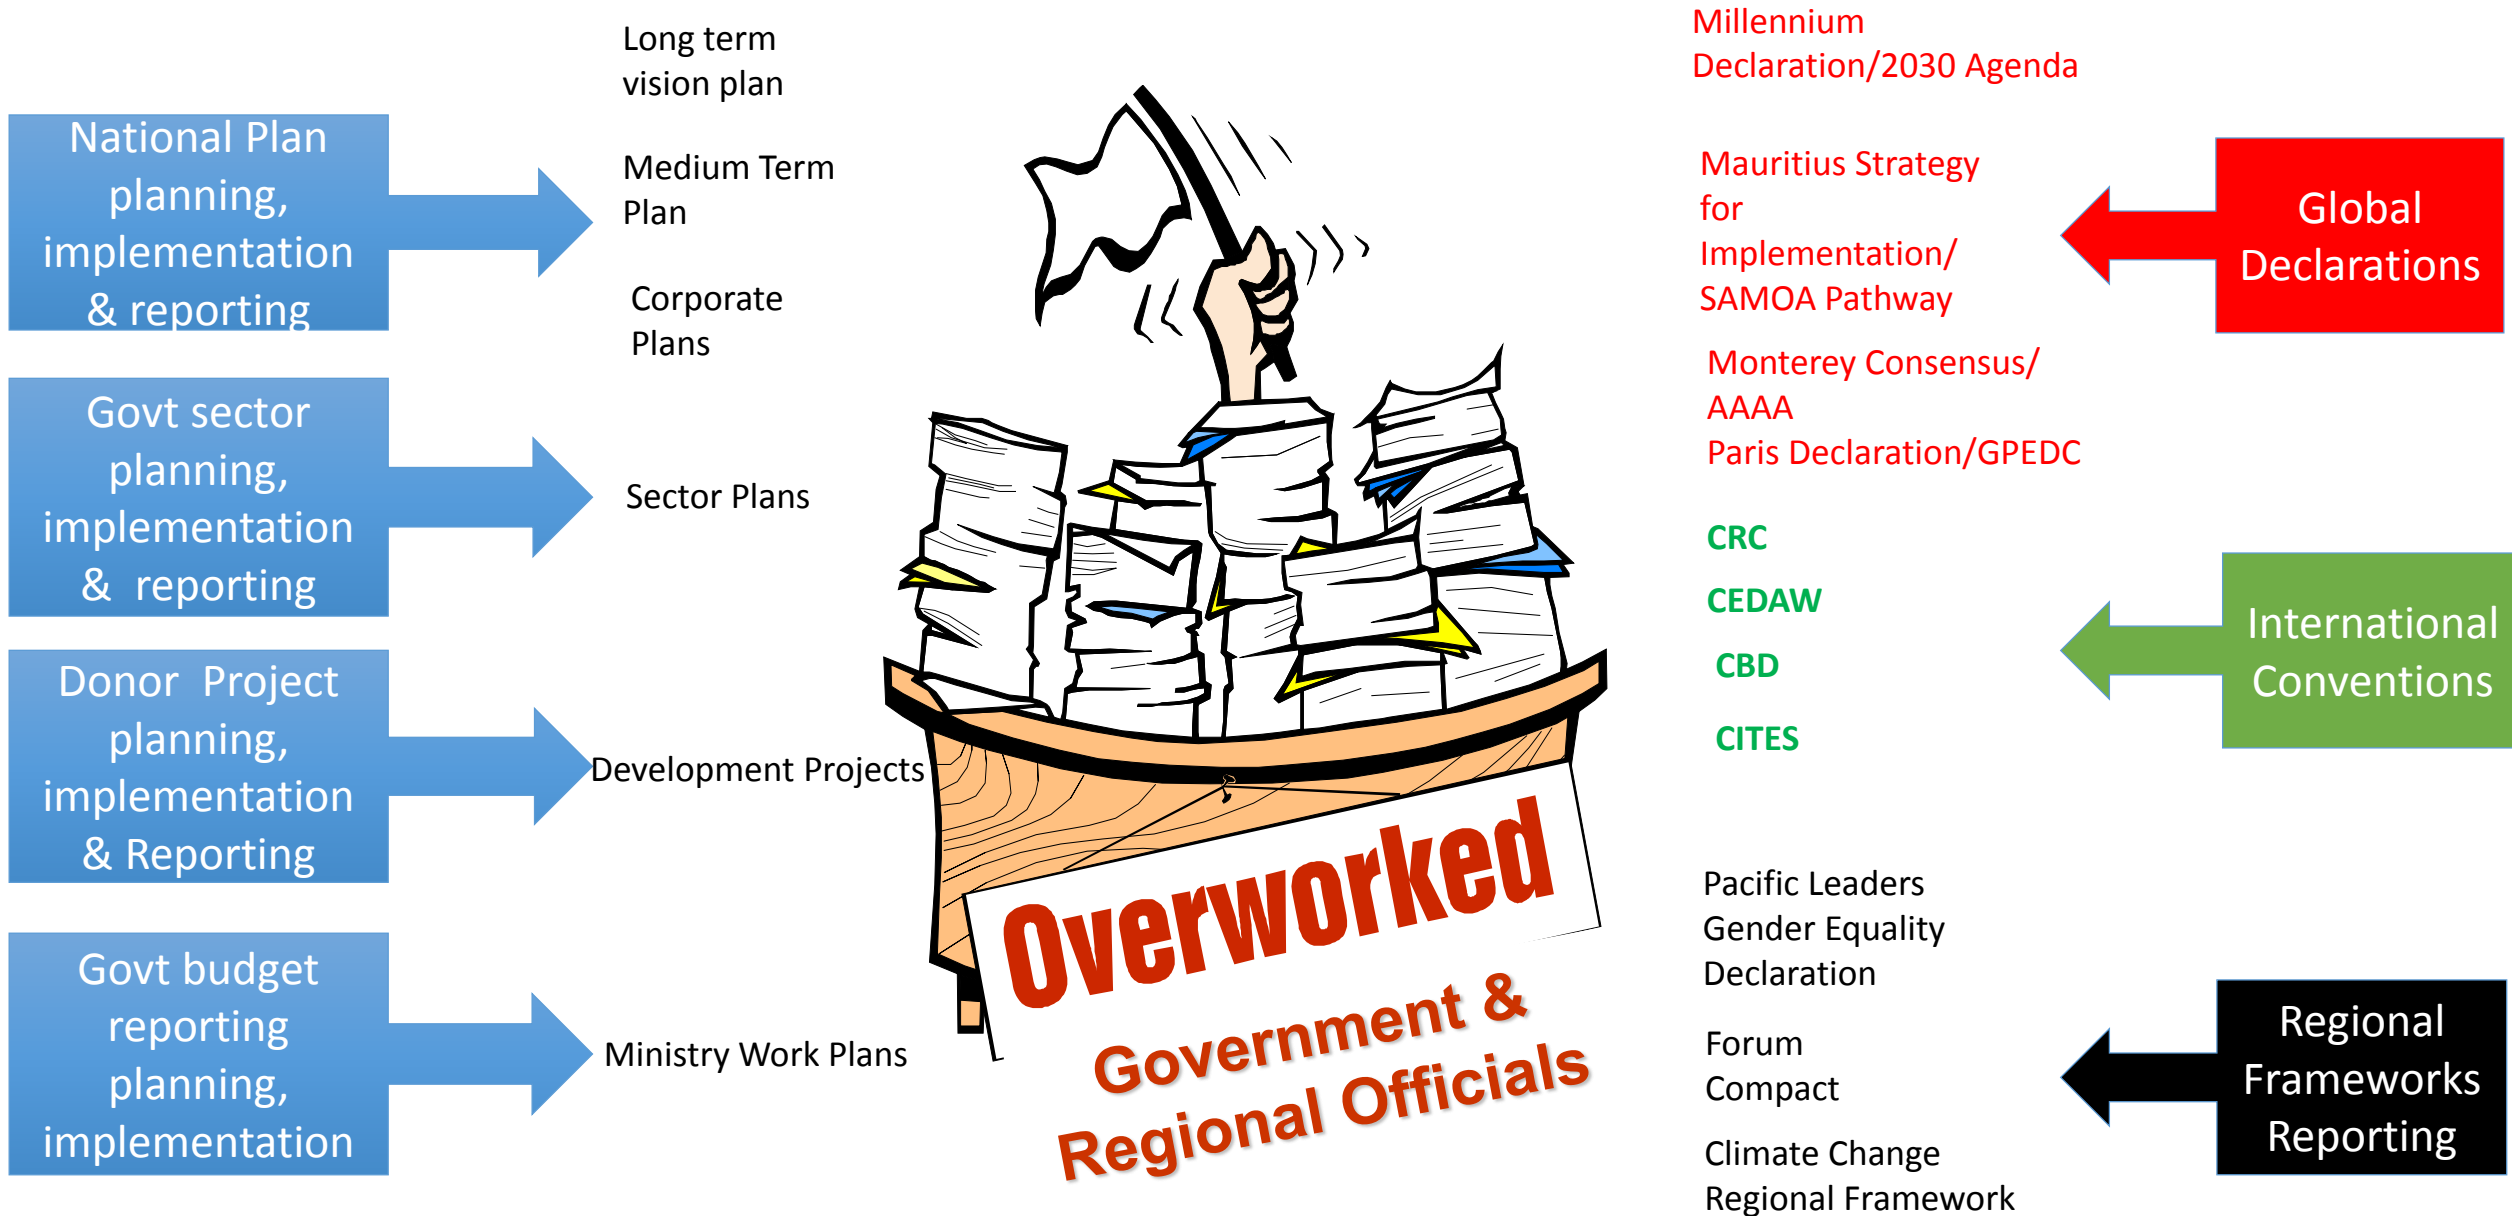 National Plan
planning,
implementation
& reporting
Long term
vision plan
Medium Term
Plan
Corporate
Plans
Govt sector
planning,
implementation
&  reporting
Sector Plans
Donor  Project
planning,
implementation
& Reporting
Development Projects
Govt budget
reporting
planning,
implementation
Ministry Work Plans
Overworked
Government &
Regional Officials
Millennium
Declaration/2030 Agenda
Mauritius Strategy
for
Implementation/
SAMOA Pathway
Monterey Consensus/
AAAA
Paris Declaration/GPEDC
Global
Declarations
CRC
CEDAW
CBD
CITES
International
Conventions
Pacific Leaders
Gender Equality
Declaration
Forum
Compact
Climate Change
Regional Framework
Regional
Frameworks
Reporting